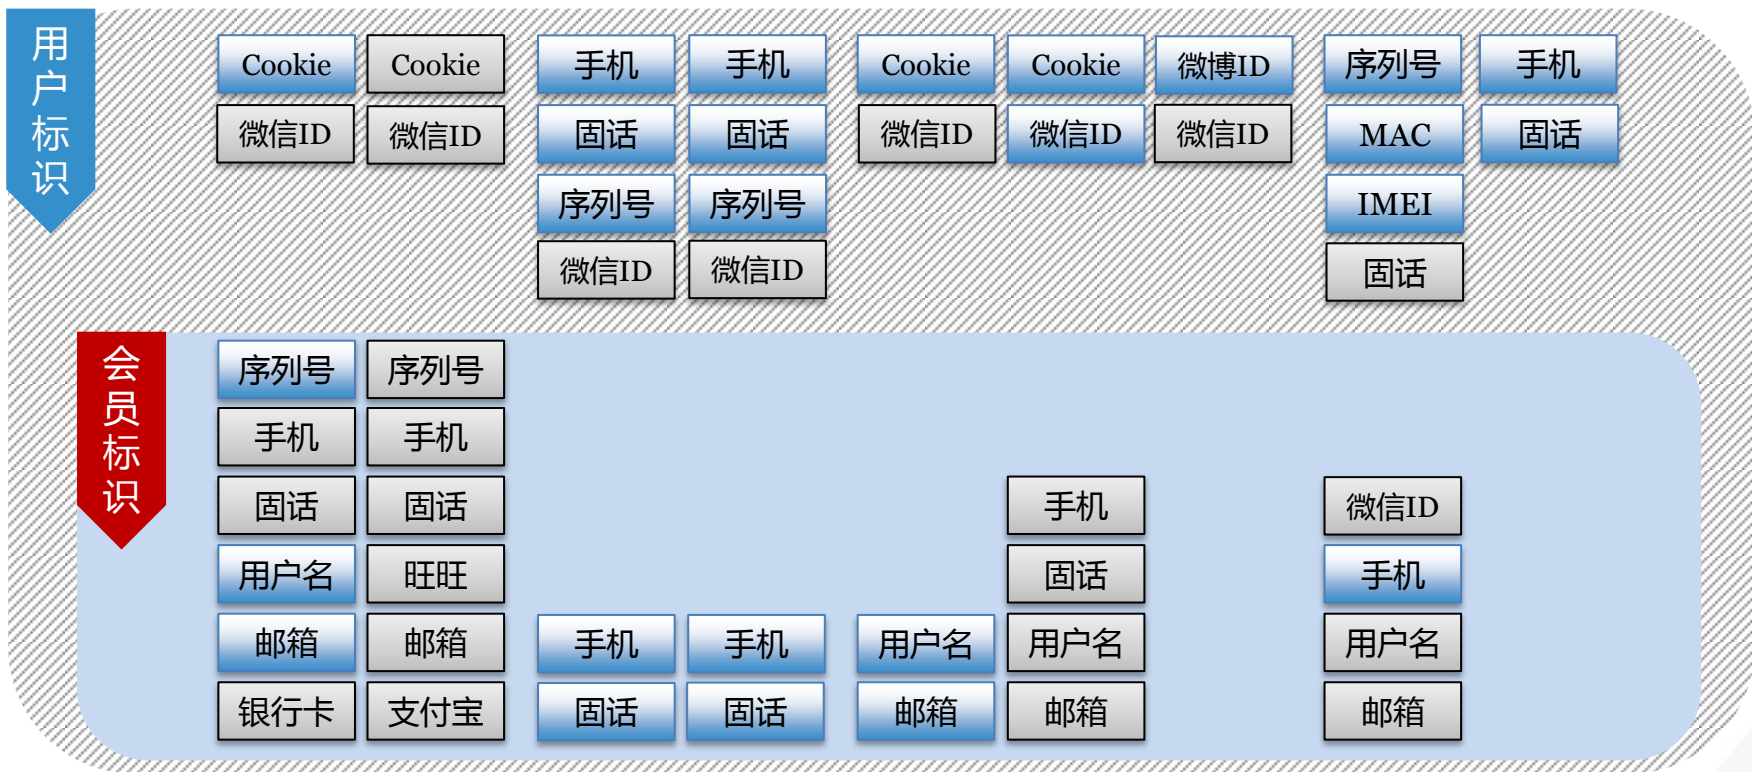 用户标识
Cookie Cookie 手机 手机 Cookie Cookie 微博ID 序列号 手机
微信ID 微信ID 固话 固话 微信ID 微信ID 微信ID MAC 固话
序列号 序列号 IMEI
微信ID 微信ID 固话
会员标识
序列号 序列号
手机 手机
固话 固话 手机 微信ID
用户名 旺旺 固话 手机
邮箱 邮箱 手机 手机 用户名 用户名 用户名
银行卡 支付宝 固话 固话 邮箱 邮箱 邮箱